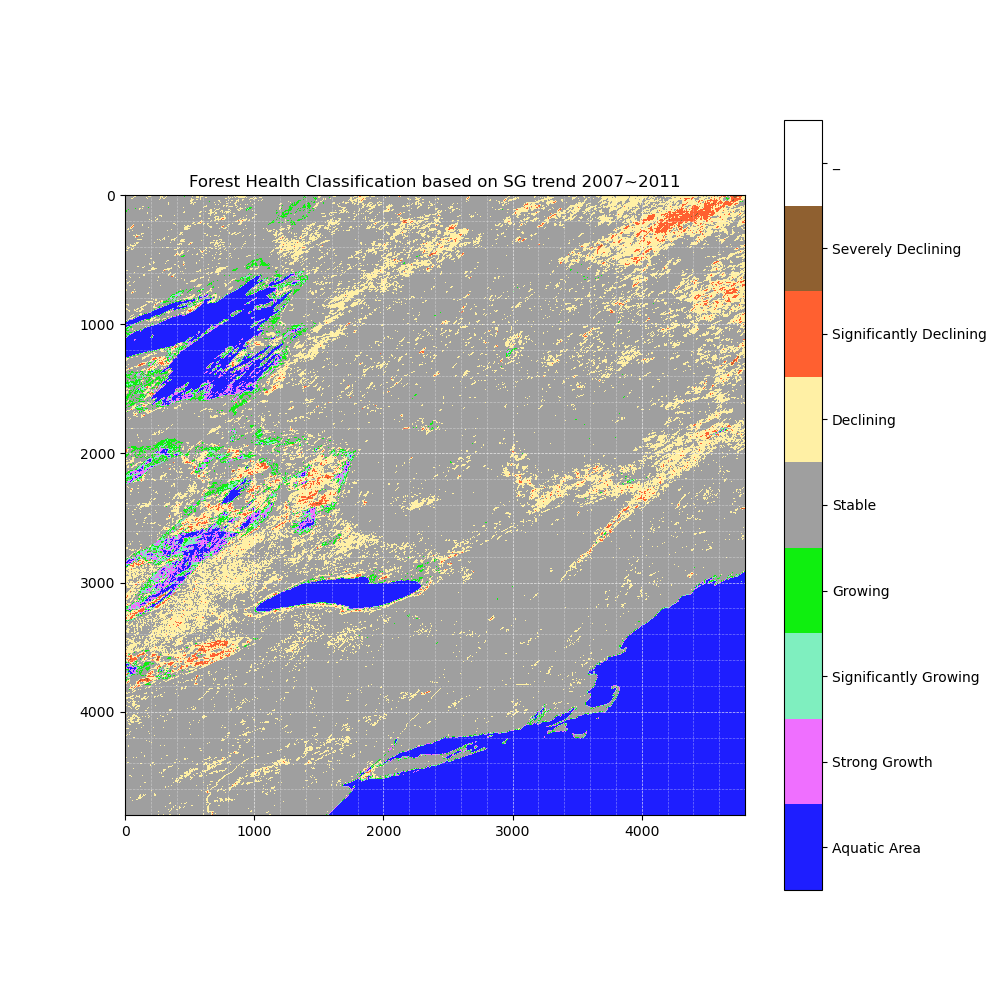 Forest Health Classification based on SG trend 2007~2011
0
1000
2000
3000
4000
0
1000
2000
3000
4000
_
Severely Declining
Significantly Declining
Declining
Stable
Growing
Significantly Growing
Strong Growth
Aquatic Area